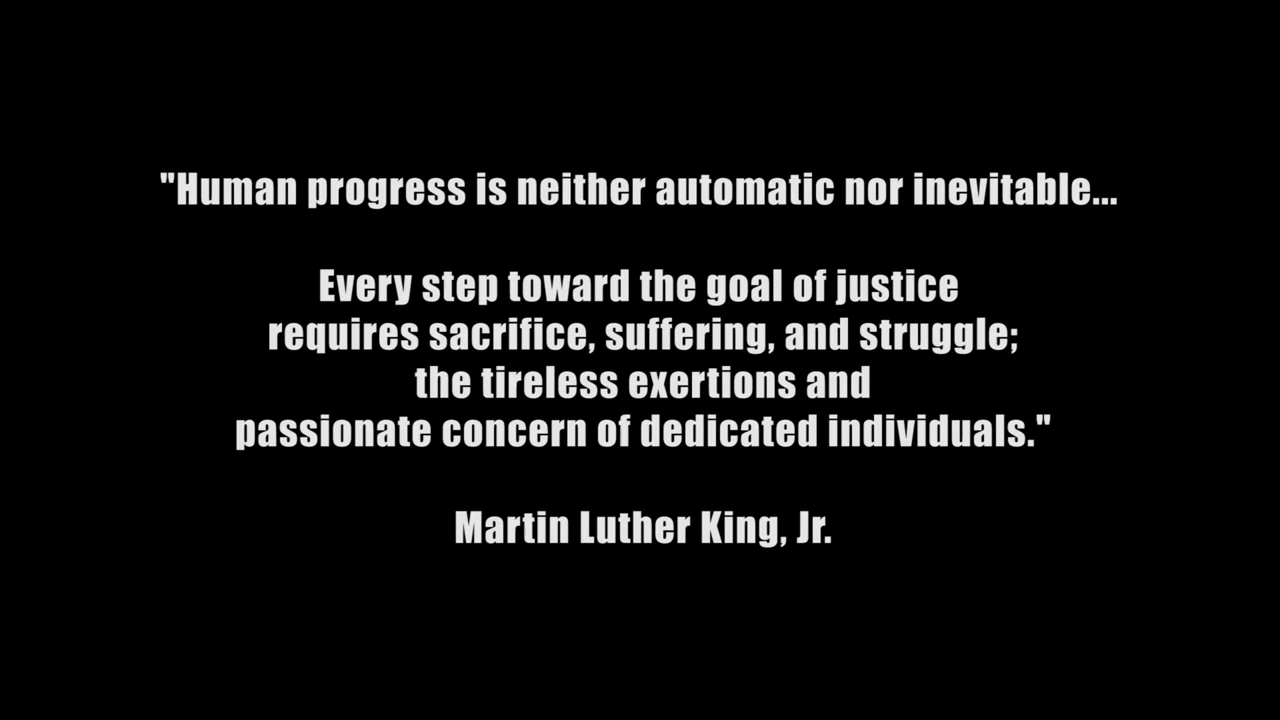 "Human progress is neither automatic nor inevitable...
Every step toward the goal of justice
requires sacrifice, suffering, and struggle;
the tireless exertions and
passionate concern of dedicated individuals."
Martin Luther King, Jr.